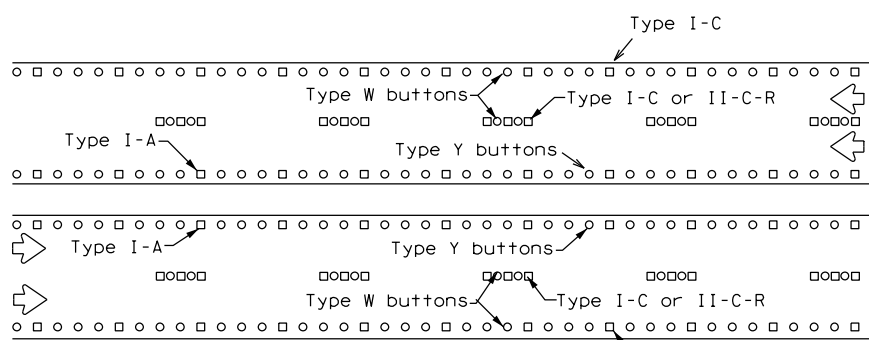 Type I-C
Type W buttons
Type I-C or II-C-R
Type I-A
Type Y buttons
Type I-A
Type Y buttons
Type W buttons
Type I-C or II-C-R